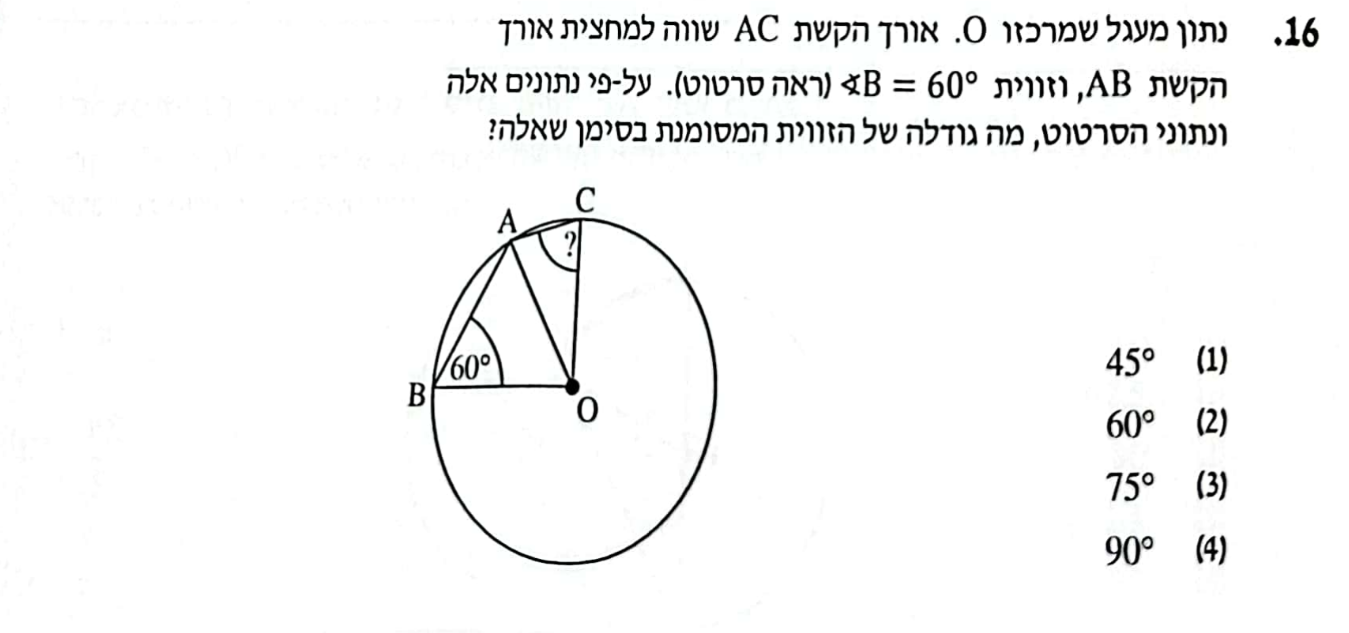 16. נתון מעגל שמרכזו O. אורך הקשת AC שווה למחצית אורך
הקשת AB, וזווית ∢B = 60° (ראה סרטוט). על-פי נתונים אלה
ונתוני הסרטוט, מה גודלה של הזווית המסומנת בסימן שאלה?
C
A
?
60°
B
O
(1) 45°
(2) 60°
(3) 75°
(4) 90°